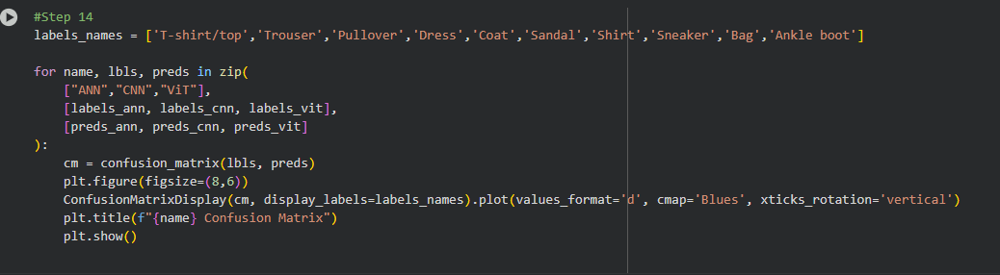 #Step 14
labels_names = ['T-shirt/top','Trouser','Pullover','Dress','Coat','Sandal','Shirt','Sneaker','Bag','Ankle boot']
for name, lbls, preds in zip(
    ["ANN","CNN","ViT"],
    [labels_ann, labels_cnn, labels_vit],
    [preds_ann, preds_cnn, preds_vit]
):
    cm = confusion_matrix(lbls, preds)
    plt.figure(figsize=(8,6))
    ConfusionMatrixDisplay(cm, display_labels=labels_names).plot(values_format='d', cmap='Blues', xticks_rotation='vertical')
    plt.title(f"{name} Confusion Matrix")
    plt.show()